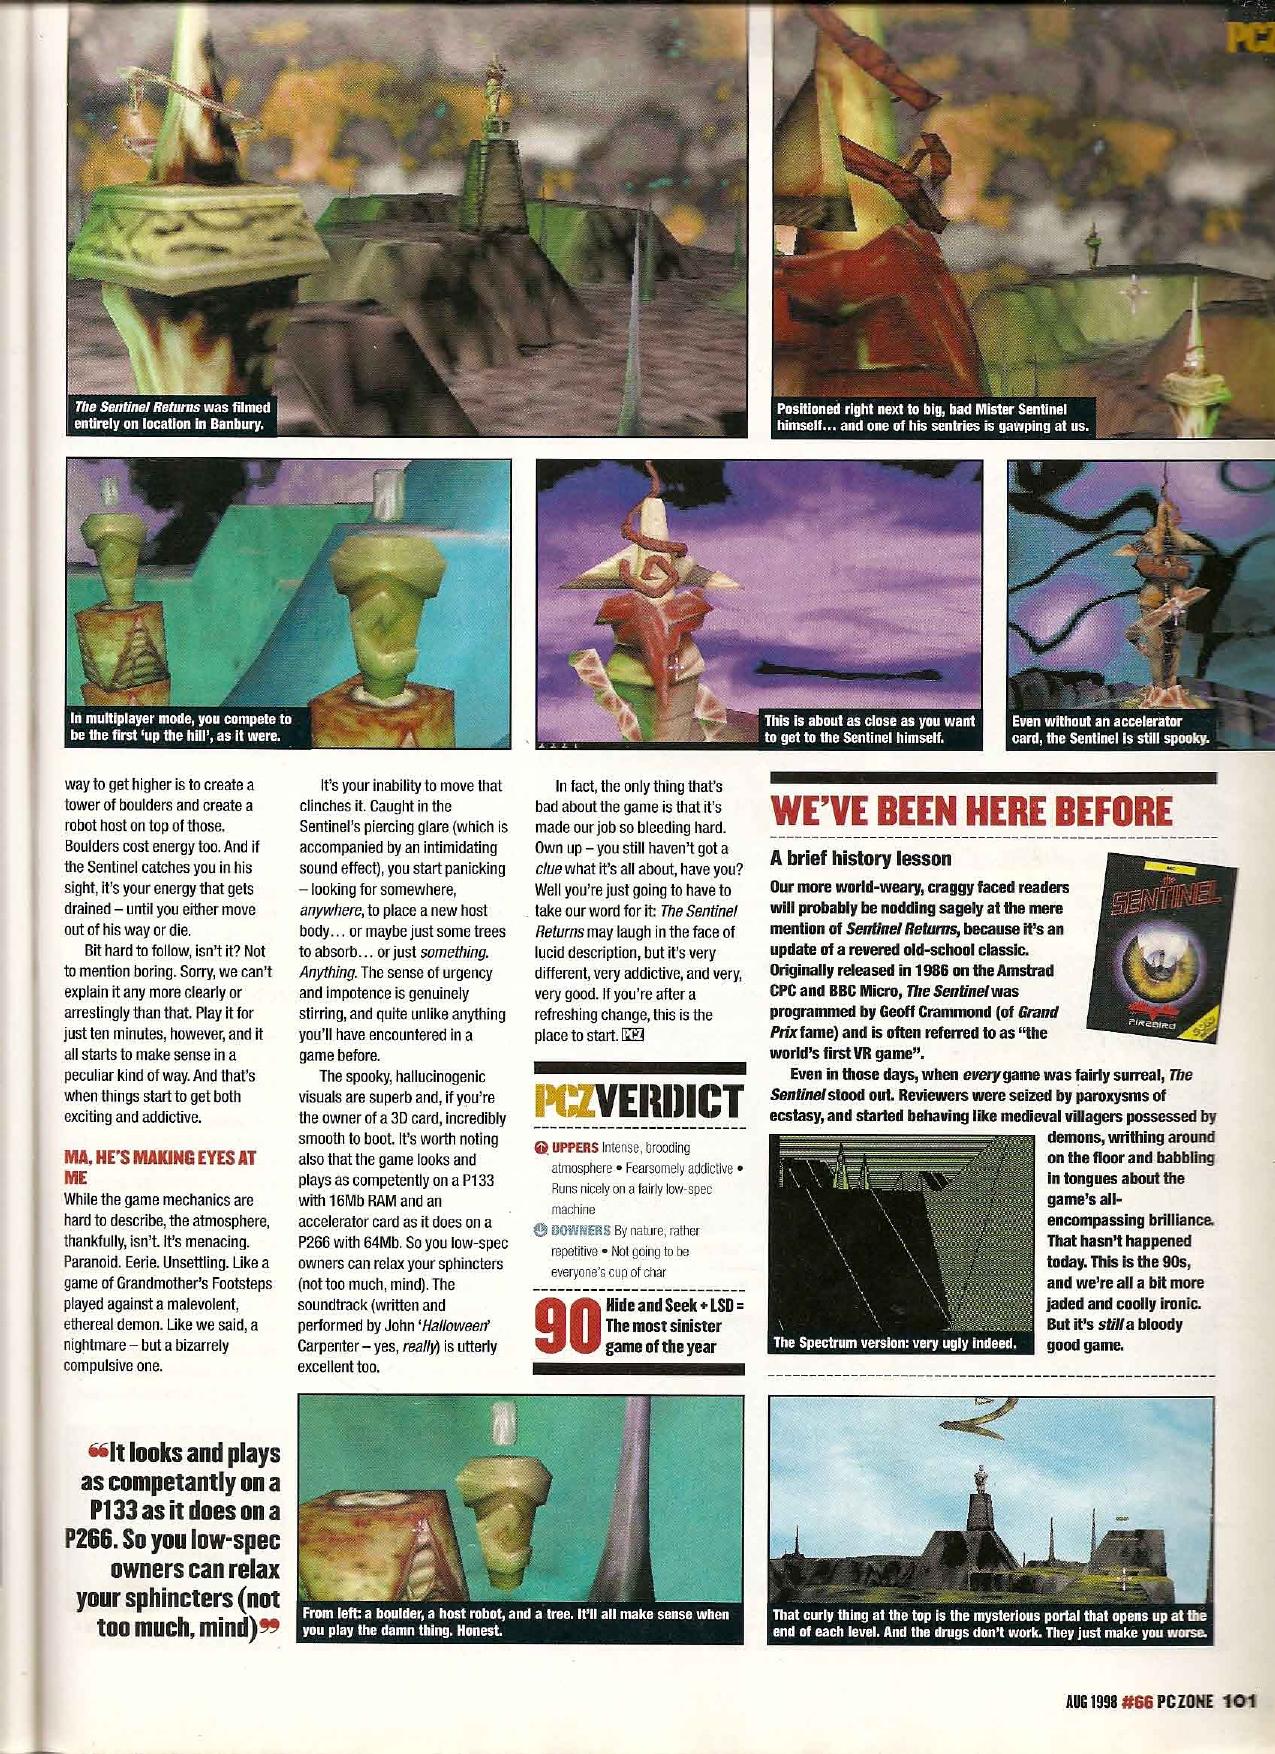 PCZ
The Sentinel Returns was filmed
entirely on location in Banbury.
Positioned right next to big, bad Mister Sentinel
himself... and one of his sentries is gawping at us.
In multiplayer mode, you compete to
be the first 'up the hill', as it were.
This is about as close as you want
to get to the Sentinel himself.
Even without an accelerator
card, the Sentinel is still spooky.
way to get higher is to create a
tower of boulders and create a
robot host on top of those.
Boulders cost energy too. And if
the Sentinel catches you in his
sight, it's your energy that gets
drained – until you either move
out of his way or die.
Bit hard to follow, isn't it? Not
to mention boring. Sorry, we can't
explain it any more clearly or
arrestingly than that. Play it for
just ten minutes, however, and it
all starts to make sense in a
peculiar kind of way. And that's
when things start to get both
exciting and addictive.
MA, HE'S MAKING EYES AT
ME
While the game mechanics are
hard to describe, the atmosphere,
thankfully, isn't. It's menacing.
Paranoid. Eerie. Unsettling. Like a
game of Grandmother's Footsteps
played against a malevolent,
ethereal demon. Like we said, a
nightmare – but a bizarrely
compulsive one.
“It looks and plays
as competantly on a
P133 as it does on a
P266. So you low-spec
owners can relax
your sphincters (not
too much, mind)”
It's your inability to move that
clinches it. Caught in the
Sentinel's piercing glare (which is
accompanied by an intimidating
sound effect), you start panicking
– looking for somewhere,
anywhere, to place a new host
body... or maybe just some trees
to absorb... or just something.
Anything. The sense of urgency
and impotence is genuinely
stirring, and quite unlike anything
you'll have encountered in a
game before.
The spooky, hallucinogenic
visuals are superb and, if you're
the owner of a 3D card, incredibly
smooth to boot. It's worth noting
also that the game looks and
plays as competently on a P133
with 16Mb RAM and an
accelerator card as it does on a
P266 with 64Mb. So you low-spec
owners can relax your sphincters
(not too much, mind). The
soundtrack (written and
performed by John 'Halloween'
Carpenter – yes, really) is utterly
excellent too.
In fact, the only thing that's
bad about the game is that it's
made our job so bleeding hard.
Own up – you still haven't got a
clue what it's all about, have you?
Well you're just going to have to
take our word for it: The Sentinel
Returns may laugh in the face of
lucid description, but it's very
different, very addictive, and very,
very good. If you're after a
refreshing change, this is the
place to start. PCZ
PCZVERDICT
UPPERS Intense, brooding
atmosphere • Fearsomely addictive •
Runs nicely on a fairly low-spec
machine
DOWNERS By nature, rather
repetitive • Not going to be
everyone's cup of char
90
Hide and Seek + LSD =
The most sinister
game of the year
WE'VE BEEN HERE BEFORE
A brief history lesson
Our more world-weary, craggy faced readers
will probably be nodding sagely at the mere
mention of Sentinel Returns, because it's an
update of a revered old-school classic.
Originally released in 1986 on the Amstrad
CPC and BBC Micro, The Sentinel was
programmed by Geoff Crammond (of Grand
Prix fame) and is often referred to as "the
world's first VR game".
the
SENTINEL
FIREBIRD
GOLD
Even in those days, when every game was fairly surreal, The
Sentinel stood out. Reviewers were seized by paroxysms of
ecstasy, and started behaving like medieval villagers possessed by
demons, writhing around
on the floor and babbling
in tongues about the
game's all-
encompassing brilliance.
That hasn't happened
today. This is the 90s,
and we're all a bit more
jaded and coolly ironic.
But it's still a bloody
good game.
The Spectrum version: very ugly indeed.
From left: a boulder, a host robot, and a tree. It'll all make sense when
you play the damn thing. Honest.
That curly thing at the top is the mysterious portal that opens up at the
end of each level. And the drugs don't work. They just make you worse.
AUG 1998 #66 PC ZONE 101